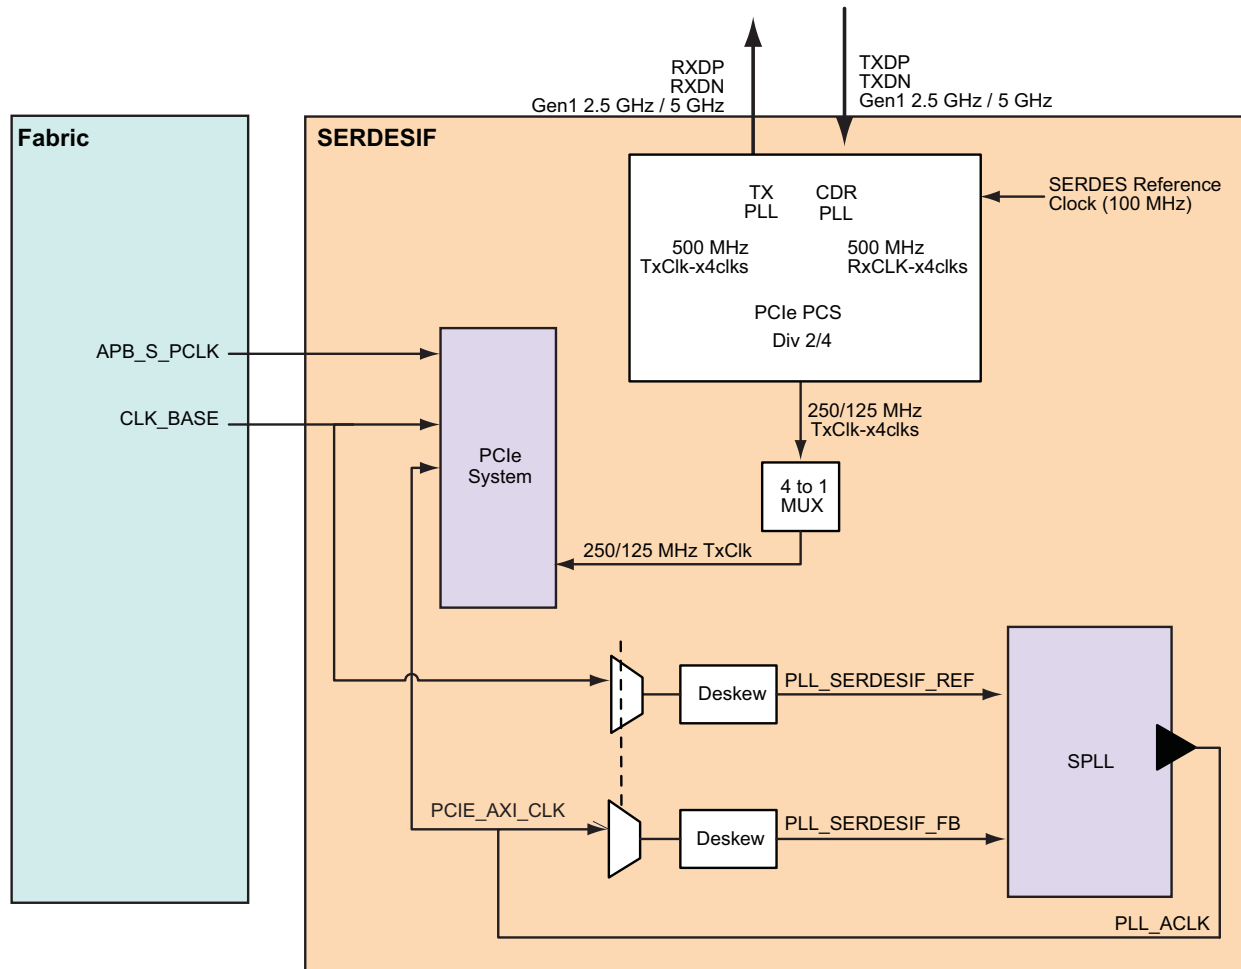 RXDP
RXDN
Gen1 2.5 GHz / 5 GHz
TXDP
TXDN
Gen1 2.5 GHz / 5 GHz
Fabric
SERDESIF
TX
PLL
CDR
PLL
SERDES Reference
Clock (100 MHz)
500 MHz
TxClk-x4clks
500 MHz
RxCLK-x4clks
PCIe PCS
Div 2/4
APB_S_PCLK
CLK_BASE
250/125 MHz
TxClk-x4clks
PCIe
System
4 to 1
MUX
250/125 MHz TxClk
Deskew
PLL_SERDESIF_REF
SPLL
PCIE_AXI_CLK
Deskew
PLL_SERDESIF_FB
PLL_ACLK